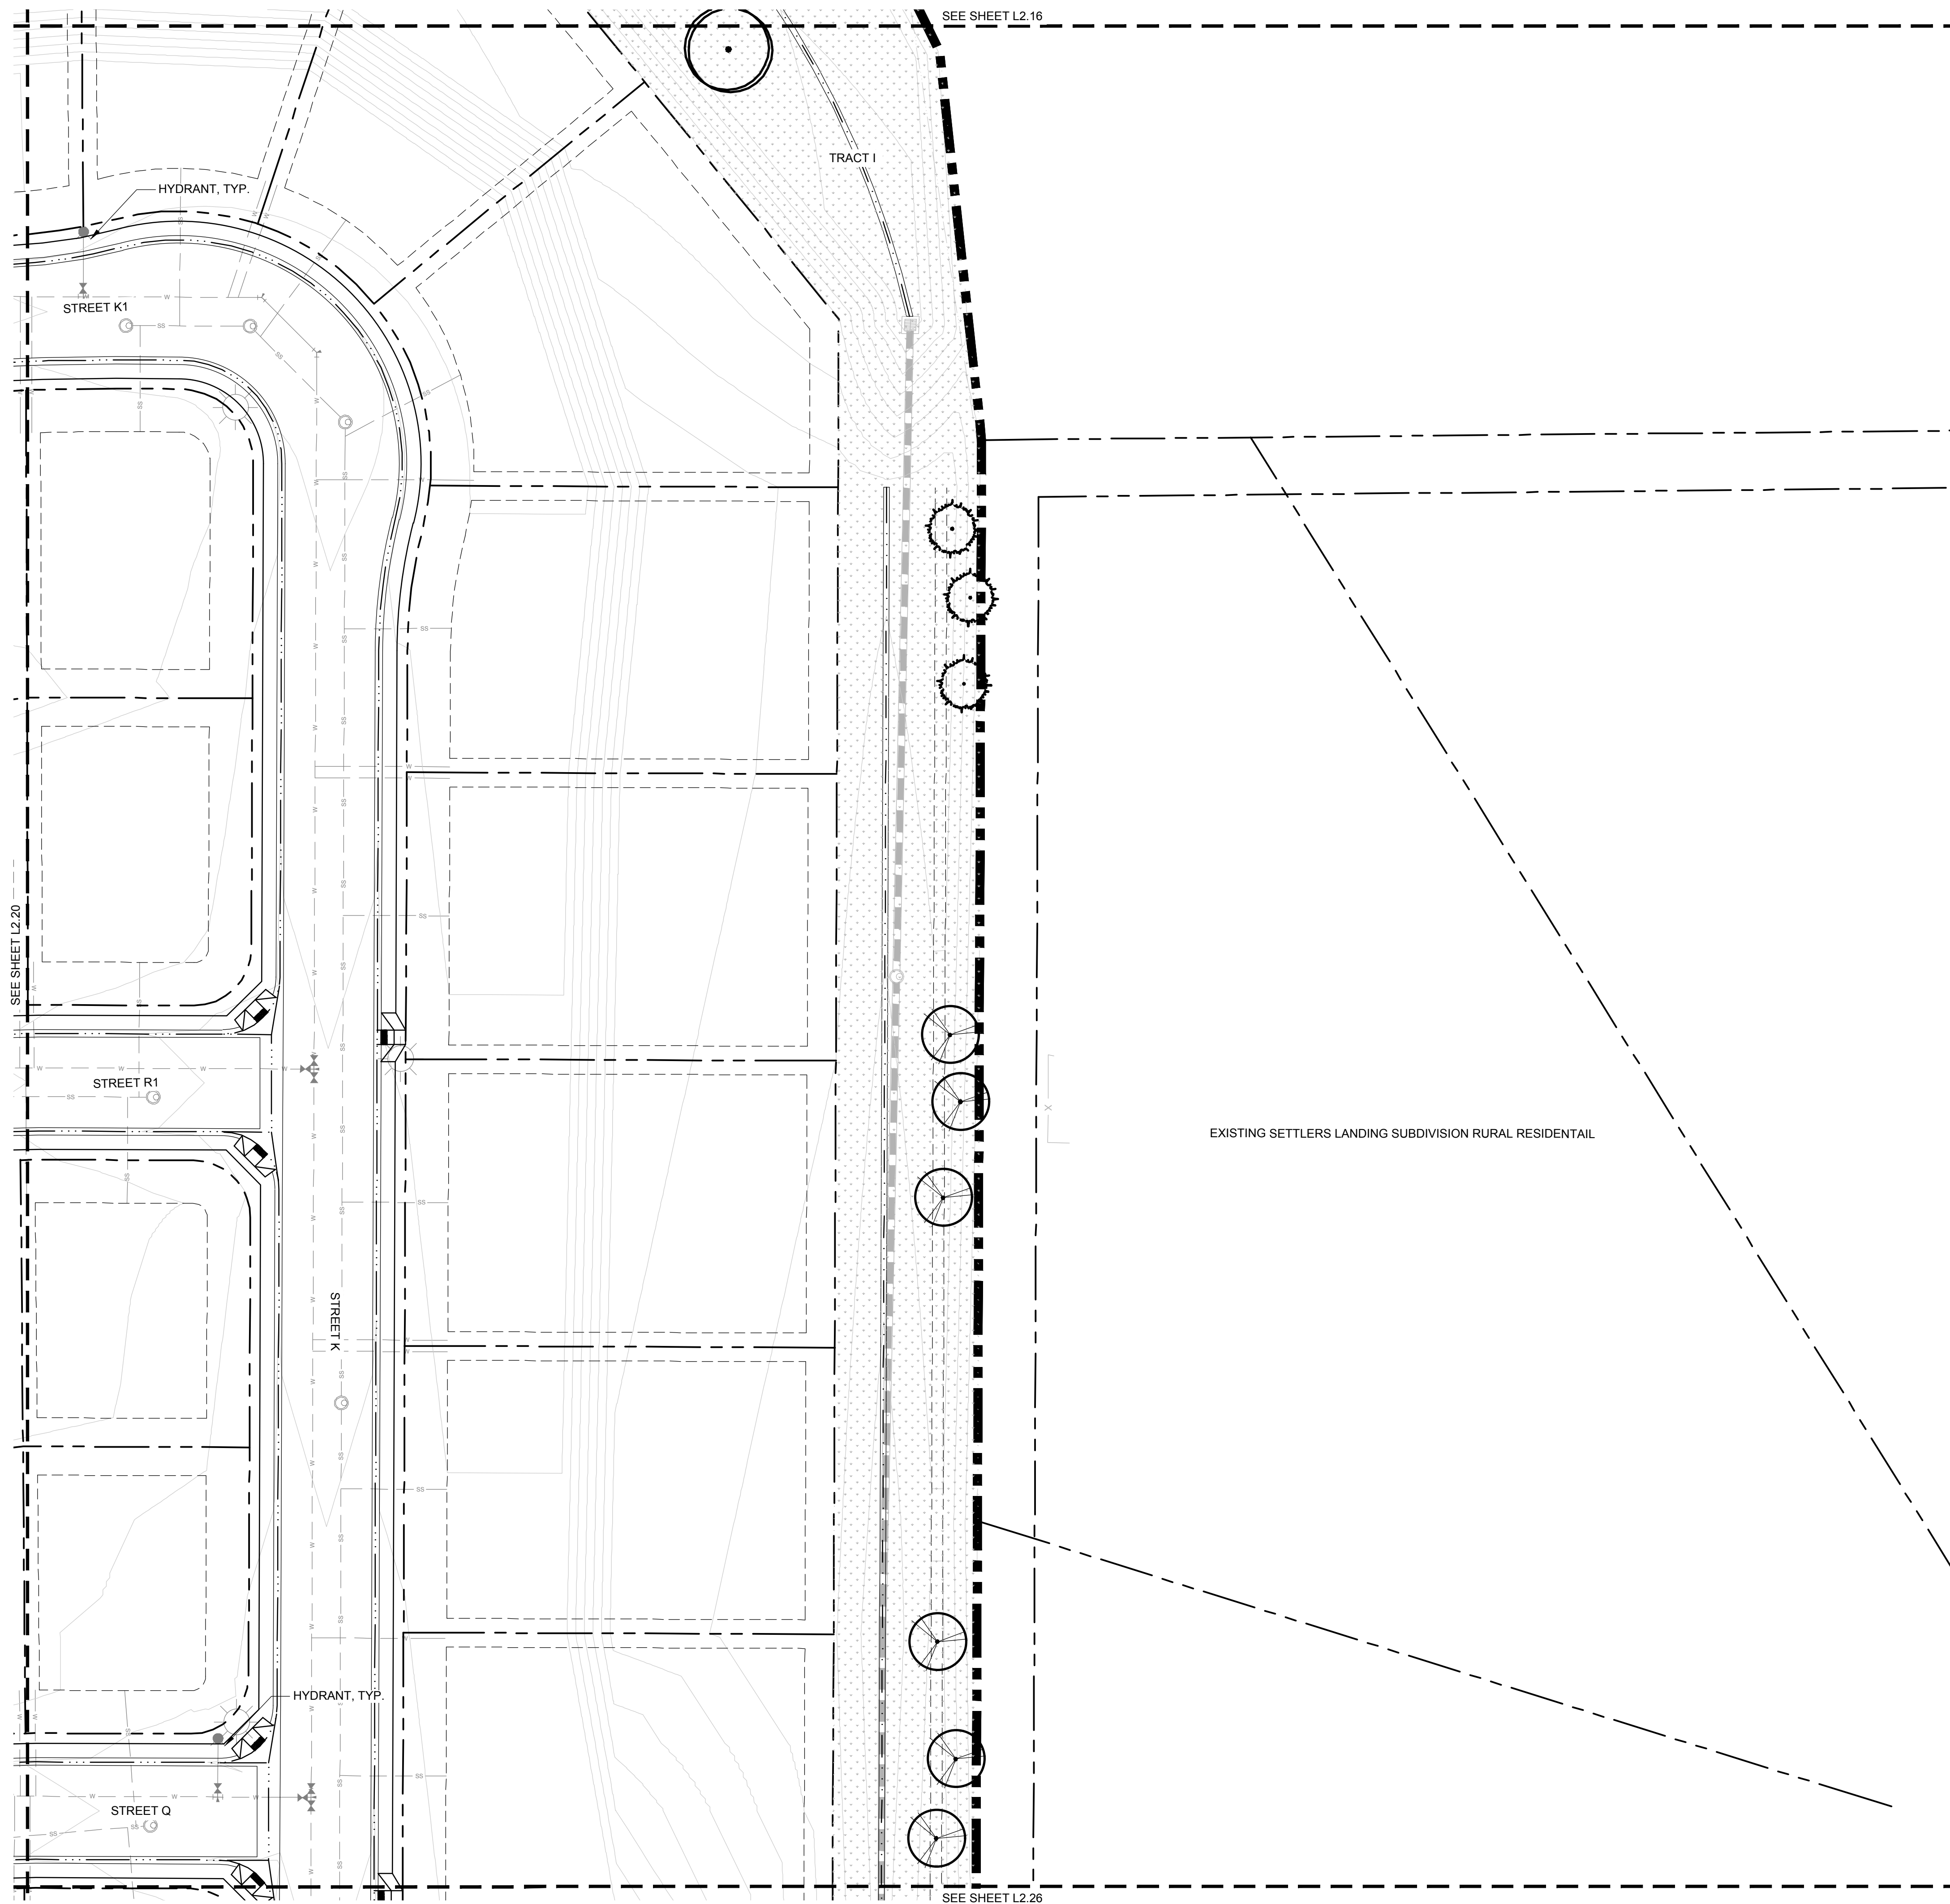 SEE SHEET L2.16
TRACT I
HYDRANT, TYP.
STREET K1
SEE SHEET L2.20
STREET R1
EXISTING SETTLERS LANDING SUBDIVISION RURAL RESIDENTAIL
STREET K
HYDRANT, TYP.
STREET Q
SEE SHEET L2.26